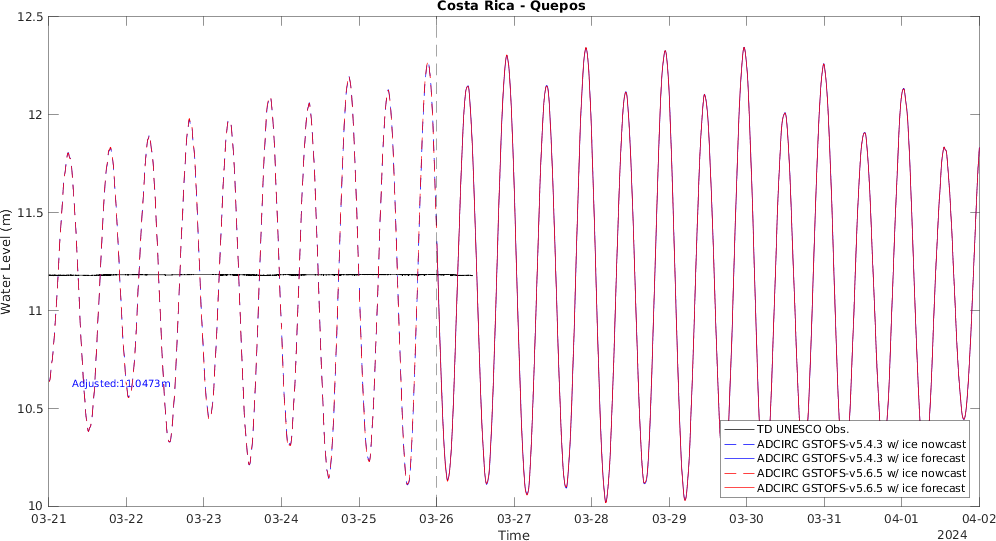 Costa Rica - Quepos
Water Level (m)
12.5
12
11.5
11
10.5
10
Adjusted:11.0473m
TD UNESCO Obs.
ADCIRC GSTOFS-v5.4.3 w/ ice nowcast
ADCIRC GSTOFS-v5.4.3 w/ ice forecast
ADCIRC GSTOFS-v5.6.5 w/ ice nowcast
ADCIRC GSTOFS-v5.6.5 w/ ice forecast
03-21 03-22 03-23 03-24 03-25 03-26 03-27 03-28 03-29 03-30 03-31 04-01 04-02
Time
2024